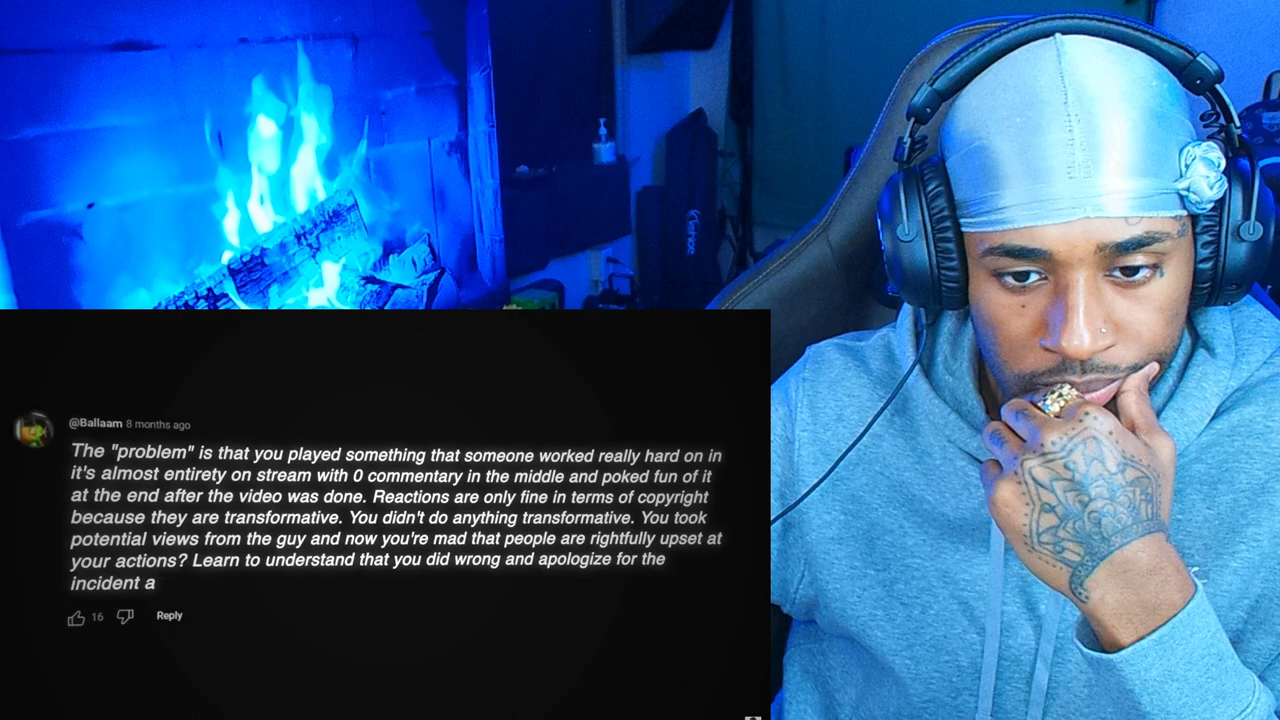 @Ballaam 8 months ago
The "problem" is that you played something that someone worked really hard on in
it's almost entirety on stream with 0 commentary in the middle and poked fun of it
at the end after the video was done. Reactions are only fine in terms of copyright
because they are transformative. You didn't do anything transformative. You took
potential views from the guy and now you're mad that people are rightfully upset at
your actions? Learn to understand that you did wrong and apologize for the
incident a
16 Reply